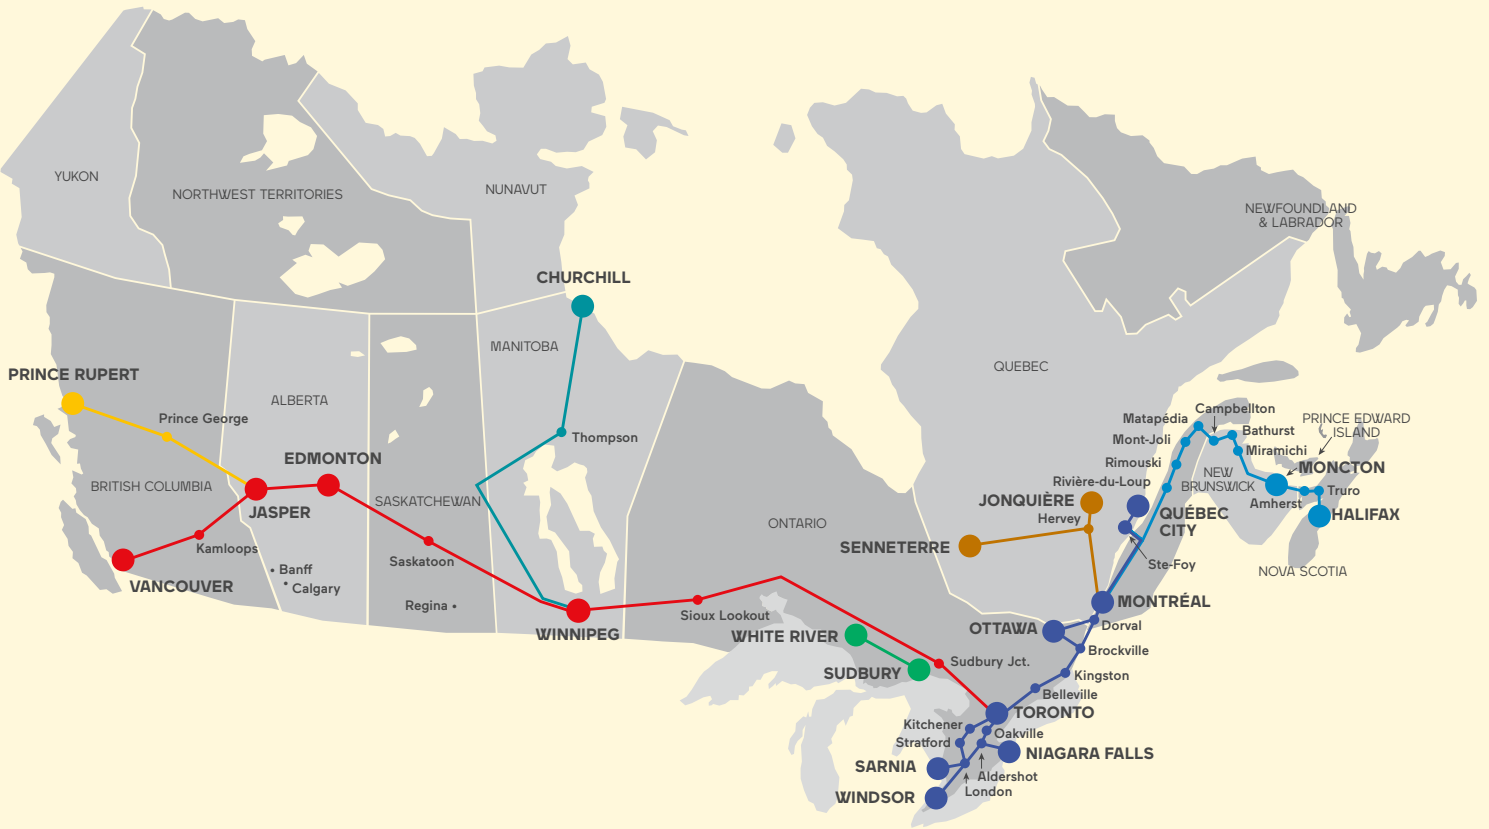 YUKON
NORTHWEST TERRITORIES
NUNAVUT
NEWFOUNDLAND
& LABRADOR
CHURCHILL
MANITOBA
QUEBEC
PRINCE RUPERT
ALBERTA
Prince George
Campbellton
Matapédia
PRINCE EDWARD
ISLAND
Bathurst
Mont-Joli
Miramichi
Thompson
EDMONTON
Rimouski
MONCTON
NEW
BRUNSWICK
Rivière-du-Loup
BRITISH COLUMBIA
SASKATCHEWAN
Truro
JONQUIÈRE
Amherst
JASPER
QUÉBEC
CITY
HALIFAX
Hervey
ONTARIO
SENNETERRE
Kamloops
Saskatoon
Ste-Foy
Banff
NOVA SCOTIA
VANCOUVER
Calgary
Regina
MONTRÉAL
Sioux Lookout
WINNIPEG
WHITE RIVER
OTTAWA
Dorval
Brockville
SUDBURY
Sudbury Jct.
Kingston
Belleville
TORONTO
Kitchener
Oakville
Stratford
NIAGARA FALLS
SARNIA
Aldershot
London
WINDSOR